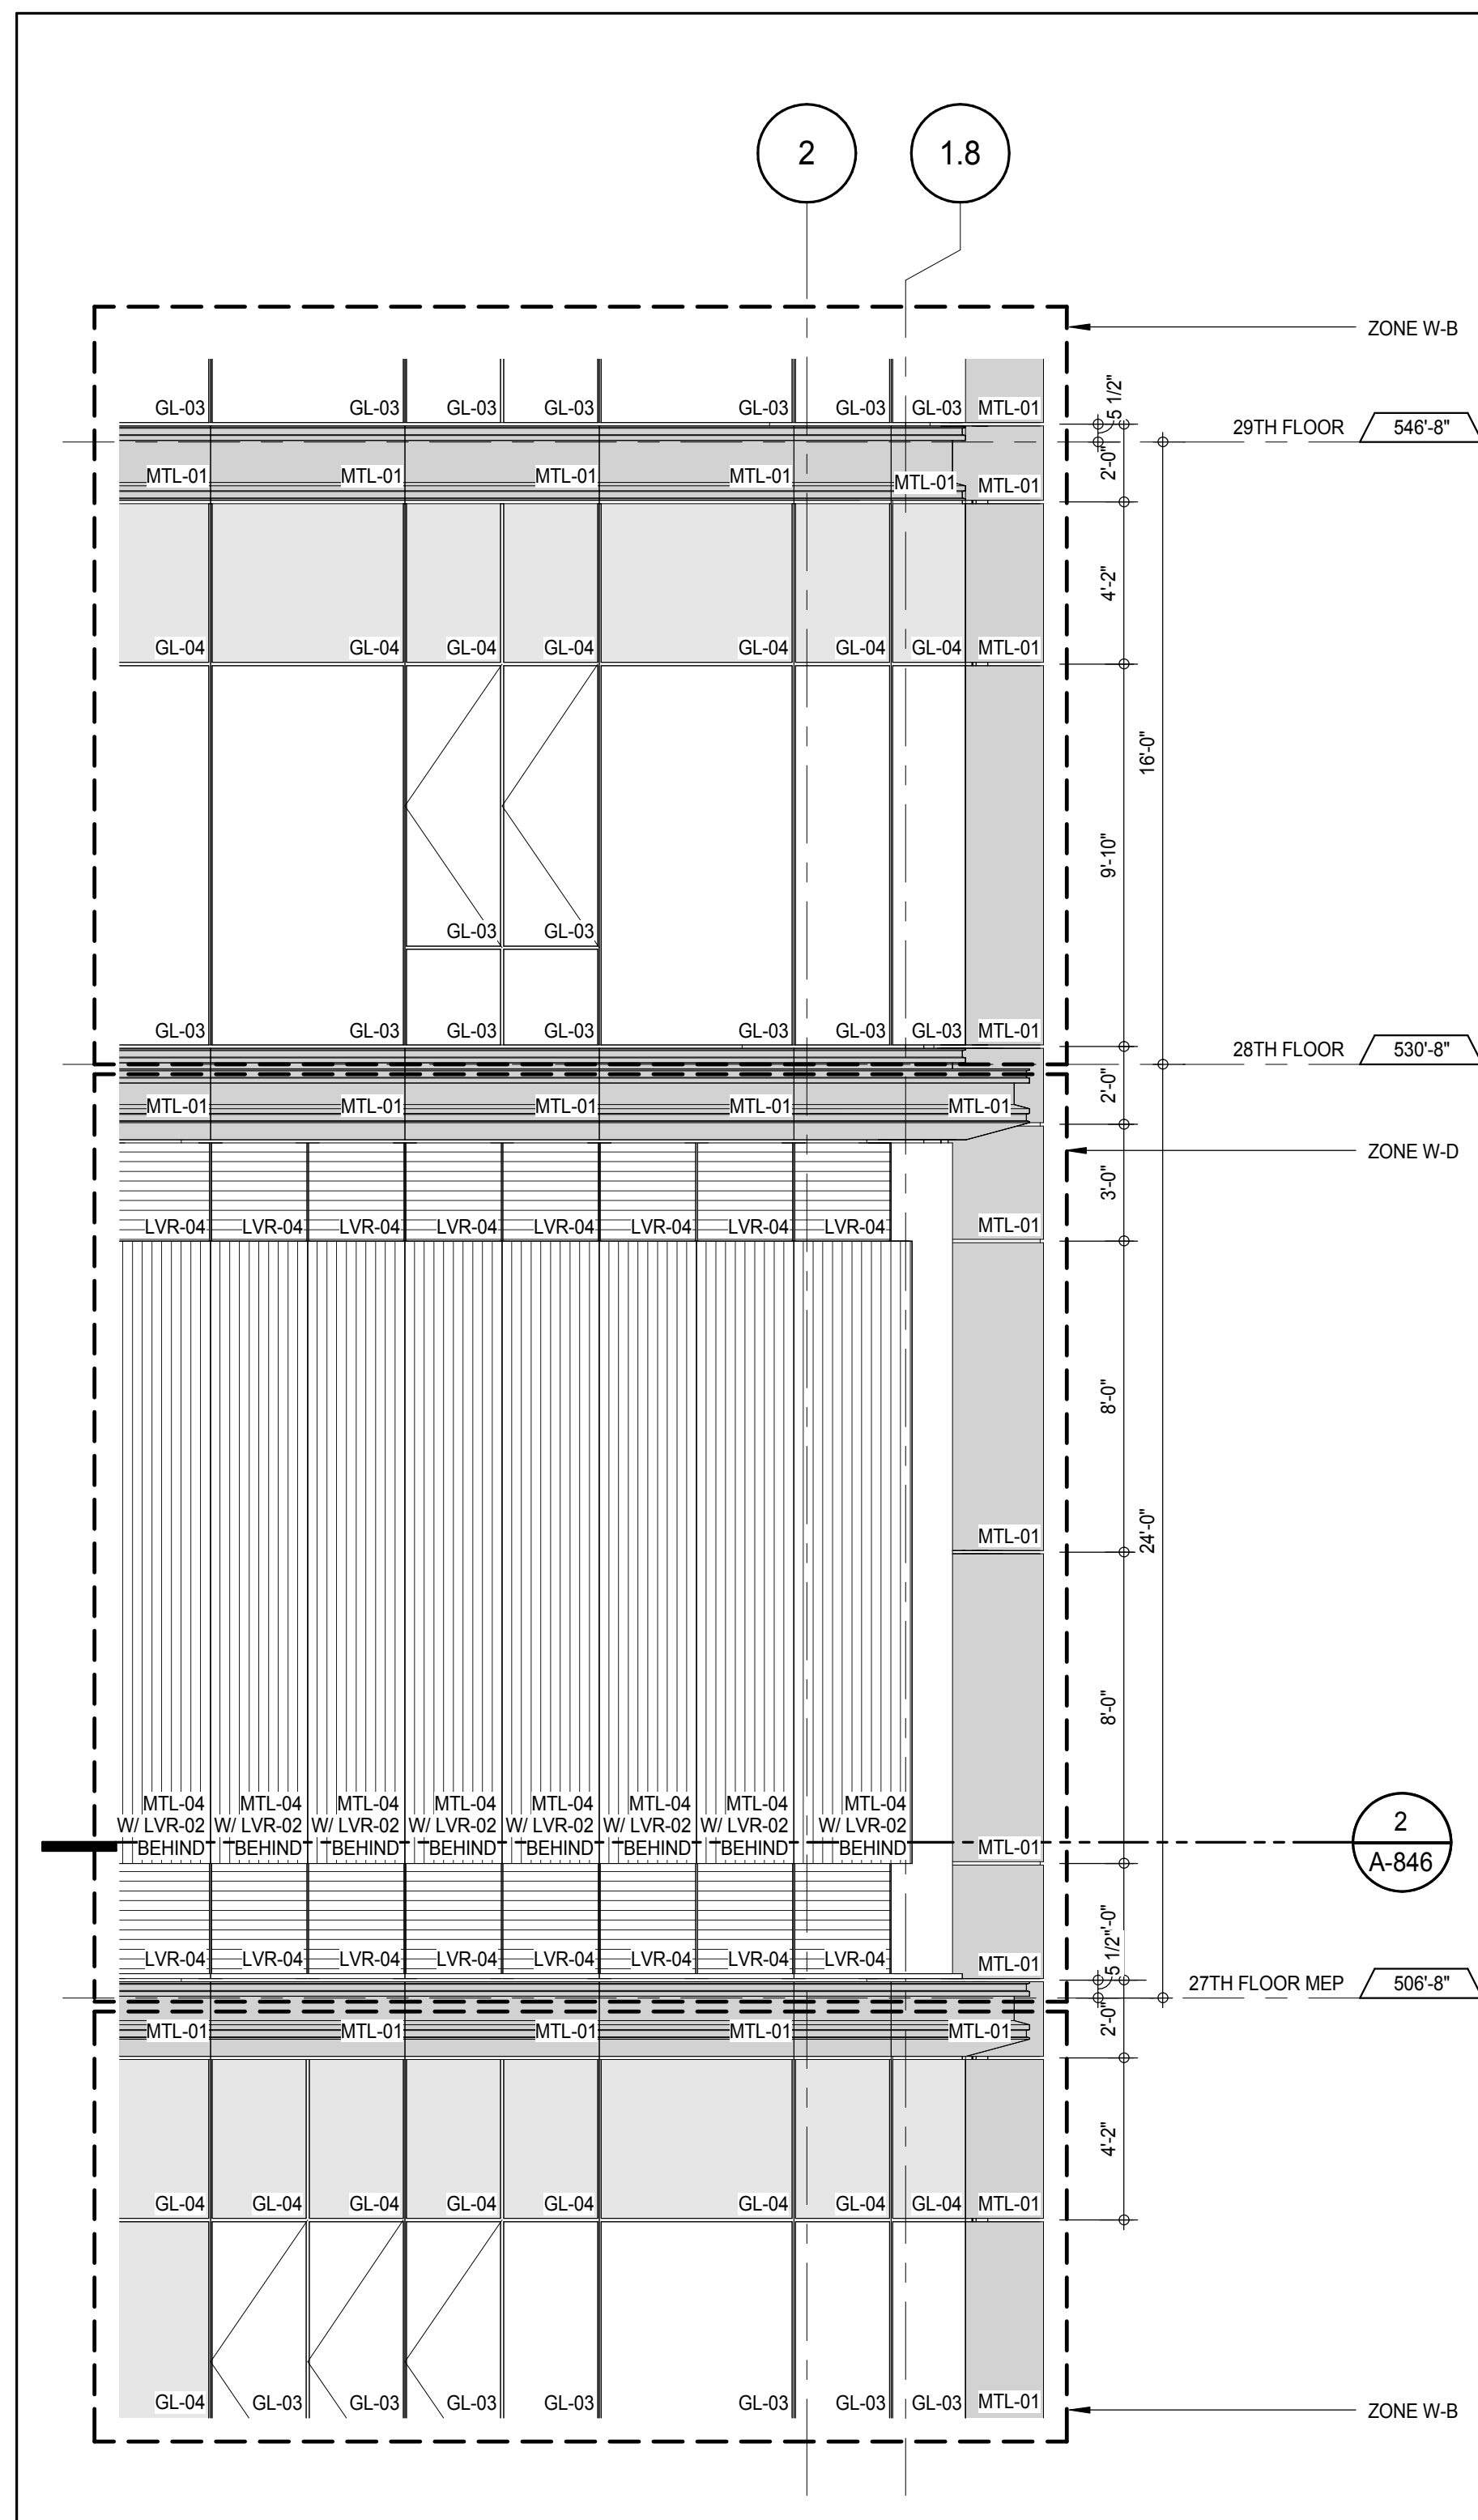 2 1.8
ZONE W-B
5 1/2"
GL-03 GL-03 GL-03 GL-03 GL-03 GL-03 GL-03 MTL-01
29TH FLOOR 546'-8"
2'-0"
MTL-01 MTL-01 MTL-01 MTL-01 MTL-01 MTL-01
4'-2"
GL-04 GL-04 GL-04 GL-04 GL-04 GL-04 GL-04 MTL-01
16'-0"
9'-10"
GL-03 GL-03
GL-03 GL-03 GL-03 GL-03 GL-03 GL-03 GL-03 MTL-01
28TH FLOOR 530'-8"
2'-0"
MTL-01 MTL-01 MTL-01 MTL-01 MTL-01
ZONE W-D
3'-0"
LVR-04 LVR-04 LVR-04 LVR-04 LVR-04 LVR-04 LVR-04 LVR-04 MTL-01
8'-0"
MTL-01
24'-0"
8'-0"
MTL-04 MTL-04 MTL-04 MTL-04 MTL-04 MTL-04 MTL-04 MTL-04
W/ LVR-02 W/ LVR-02 W/ LVR-02 W/ LVR-02 W/ LVR-02 W/ LVR-02 W/ LVR-02 W/ LVR-02
BEHIND BEHIND BEHIND BEHIND BEHIND BEHIND BEHIND BEHIND MTL-01
2
A-846
LVR-04 LVR-04 LVR-04 LVR-04 LVR-04 LVR-04 LVR-04 LVR-04 MTL-01
5 1/2" '-0"
27TH FLOOR MEP 506'-8"
2'-0"
MTL-01 MTL-01 MTL-01 MTL-01 MTL-01
4'-2"
GL-04 GL-04 GL-04 GL-04 GL-04 GL-04 GL-04 GL-04 MTL-01
GL-04 GL-03 GL-03 GL-03 GL-03 GL-03 GL-03 GL-03 MTL-01
ZONE W-B